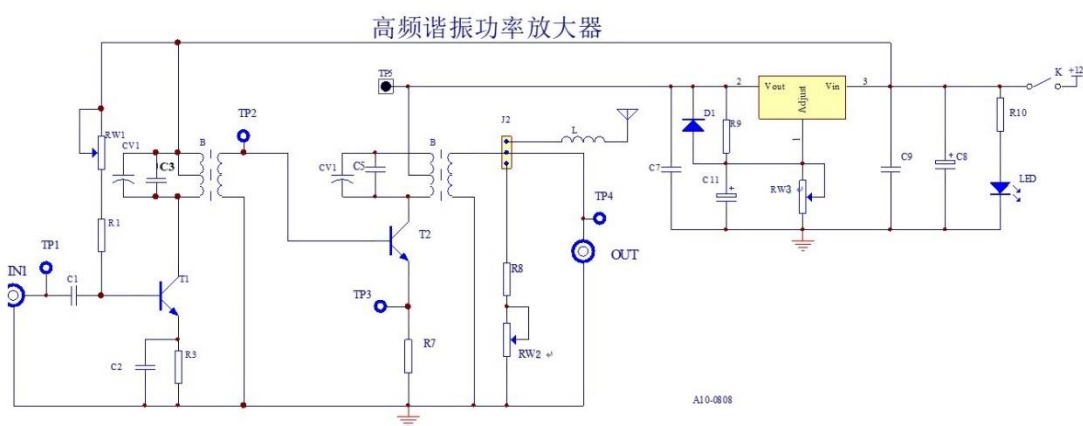 高频谐振功率放大器
TP5
2
Vout
Vin
Adjust
1
3
K
+12
D1
R9
R10
J2
L
TP2
RW1
CV1
C3
B
CV1
C5
B
C7
C11
+
RW3
C9
+
C8
LED
R1
TP4
T2
OUT
TP1
IN1
C1
T1
R8
TP3
R7
RW2
C2
R3
A10-0808